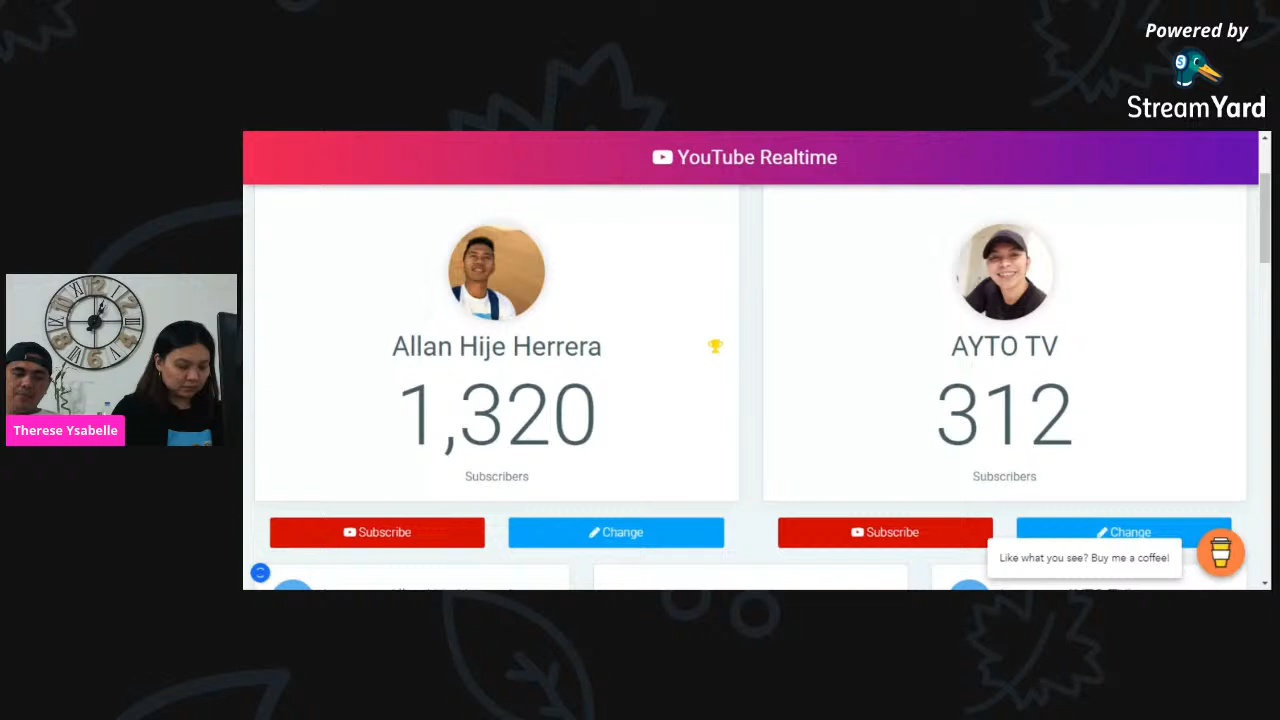 Powered by
StreamYard
YouTube Realtime
Allan Hije Herrera
1,320
Subscribers
AYTO TV
312
Subscribers
Subscribe
Change
Subscribe
Change
Like what you see? Buy me a coffee!
Therese Ysabelle